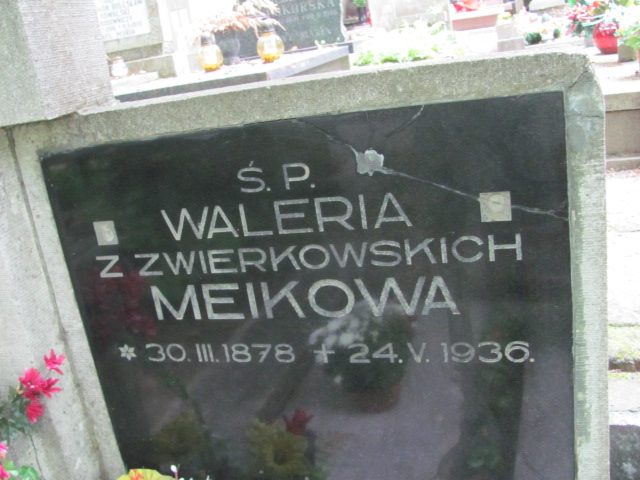 Ś. P.
WALERIA
Z ZWIERKOWSKICH
MEIKOWA
* 30. III. 1878 + 24. V. 1936.